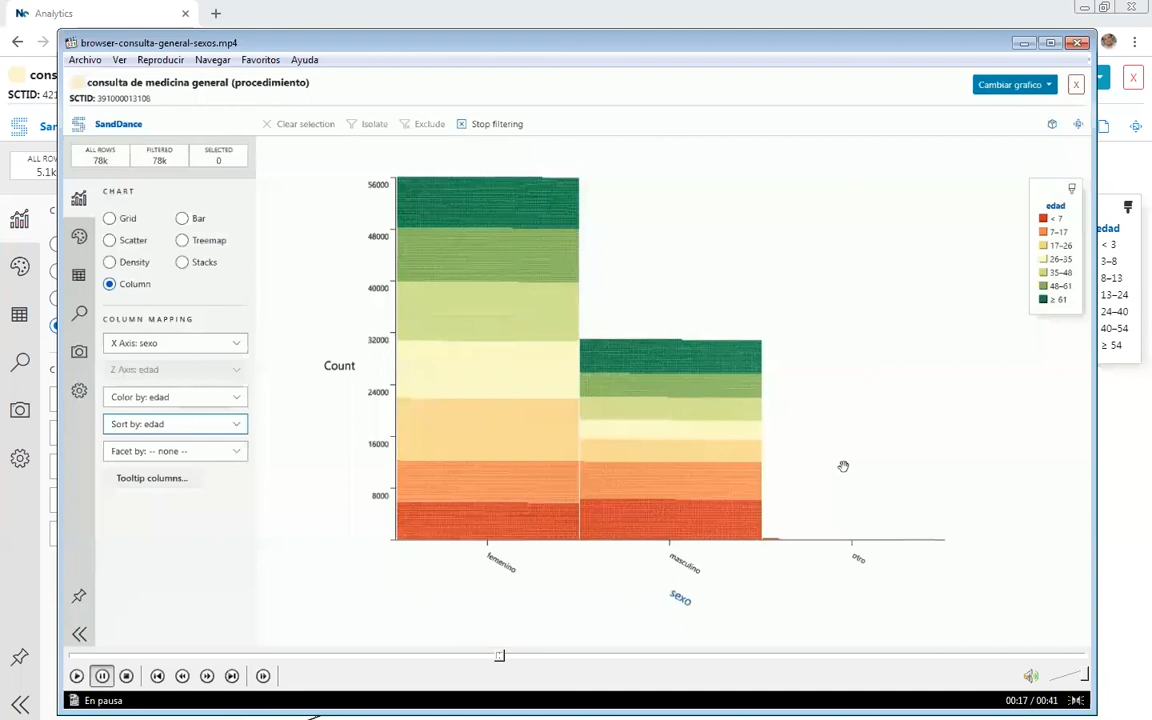 Analytics
browser-consulta-general-sexos.mp4
Archivo Ver Reproducir Navegar Favoritos Ayuda
cons
consulta de medicina general (procedimiento)
Cambiar grafico
X
X
SCTID: 421
SCTID: 391000013108
San
SandDance
Clear selection
Isolate
Exclude
Stop filtering
ALL ROW
5.1k
ALL ROWS
78k
FILTERED
78k
SELECTED
0
CHART
Grid
Bar
Scatter
Treemap
Density
Stacks
Column
COLUMN MAPPING
X Axis: sexo
Z Axis: edad
Color by: edad
Sort by: edad
Facet by: -- none --
Tooltip columns...
Count
56000
48000
40000
32000
24000
16000
8000
femenino
masculino
otro
sexo
edad
< 7
7–17
17–26
26–35
35–48
48–61
≥ 61
edad
< 3
3–8
8–13
13–24
24–40
40–54
≥ 54
En pausa
00:17 / 00:41